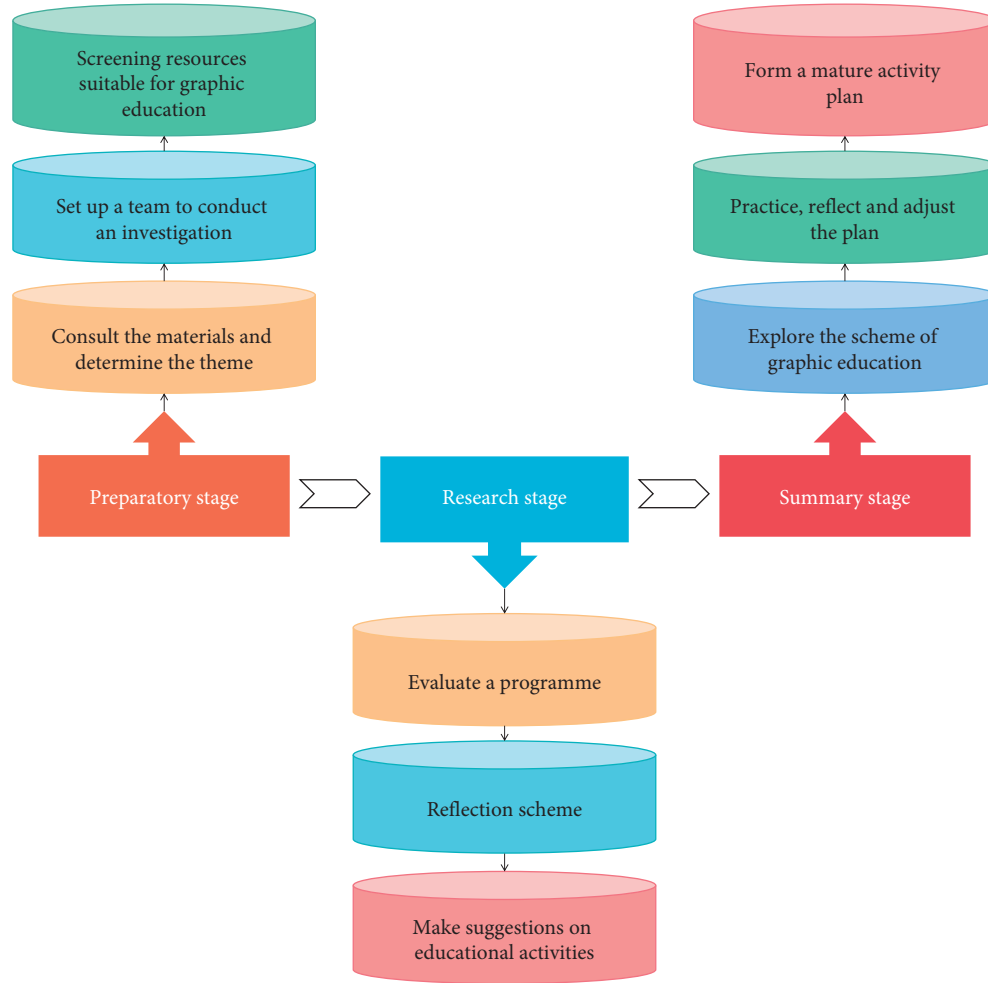 Screening resources
suitable for graphic
education
Set up a team to conduct
an investigation
Consult the materials and
determine the theme
Preparatory stage
Form a mature activity
plan
Practice, reflect and adjust
the plan
Explore the scheme of
graphic education
Research stage
Summary stage
Evaluate a programme
Reflection scheme
Make suggestions on
educational activities